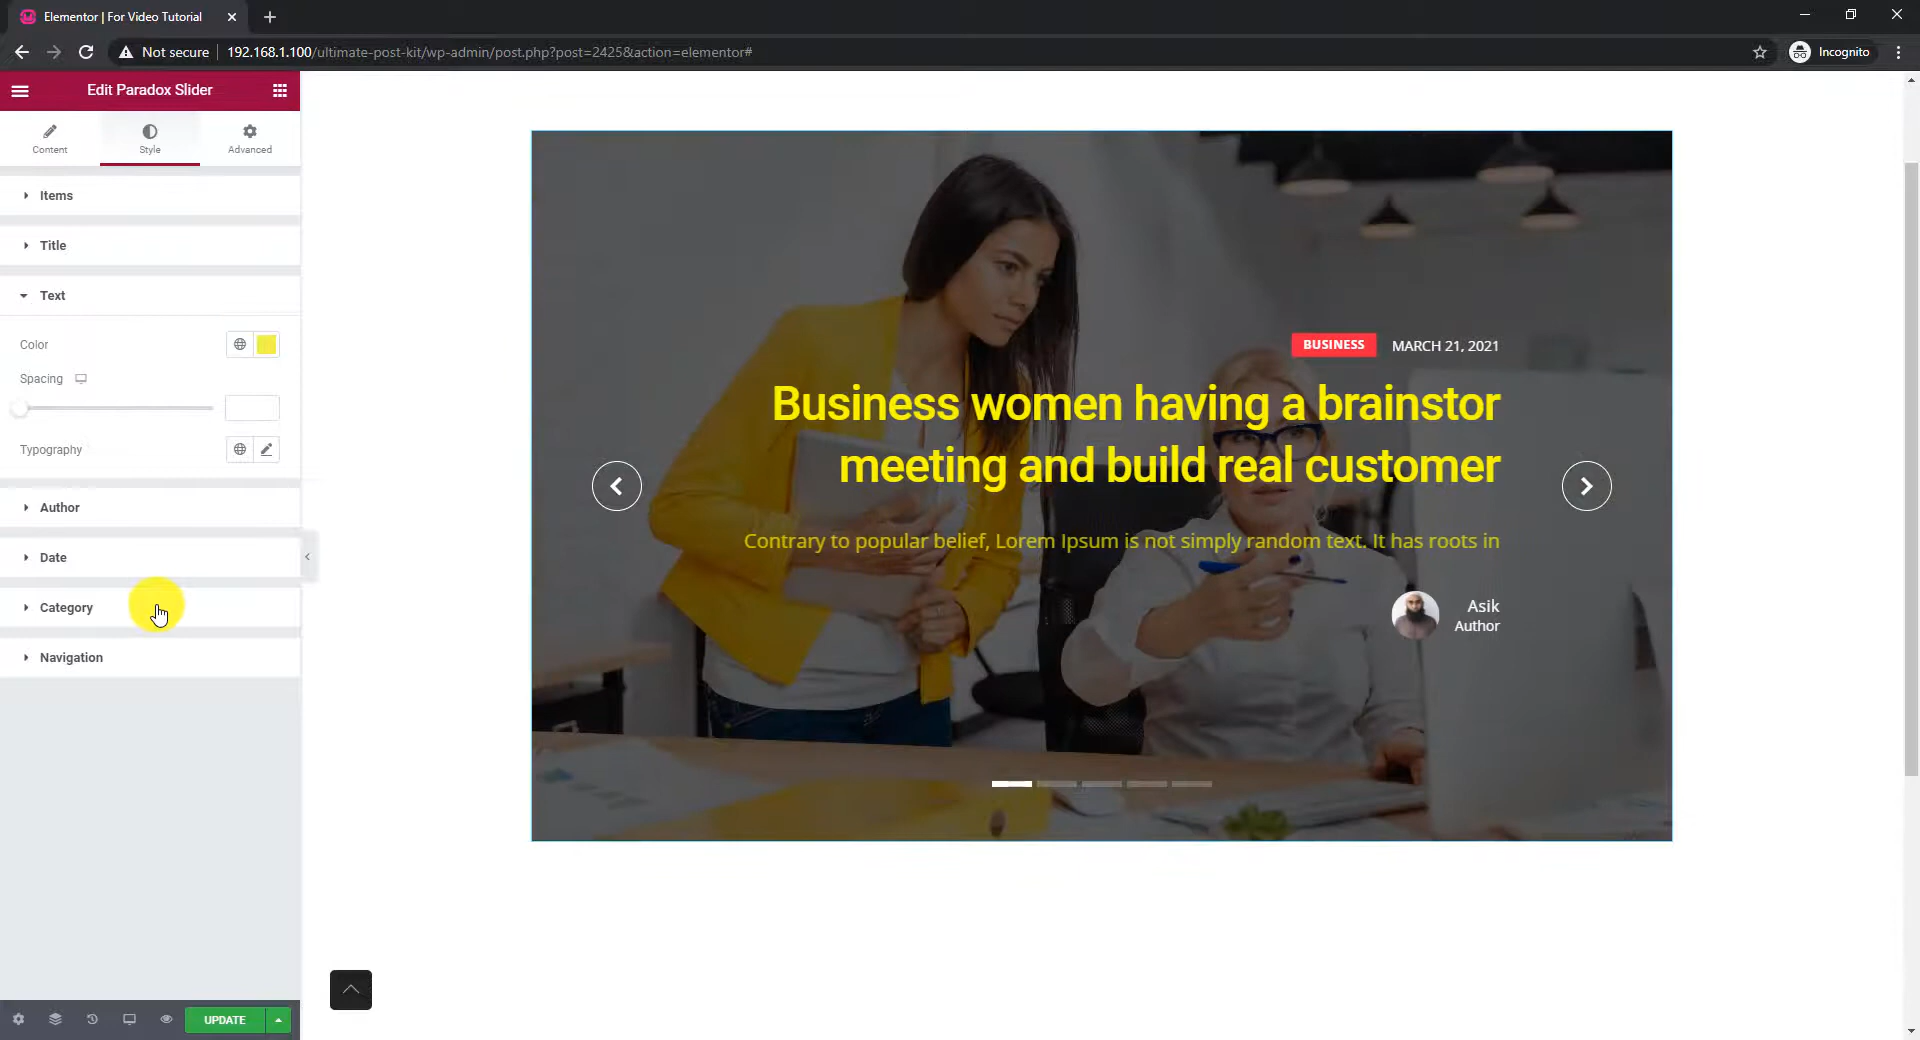 Elementor | For Video Tutorial
Not secure
192.168.1.100/ultimate-post-kit/wp-admin/post.php?post=2425&action=elementor#
Incognito
Edit Paradox Slider
Content
Style
Advanced
Items
Title
Text
Color
Spacing
Typography
Author
Date
Category
Navigation
UPDATE
BUSINESS
MARCH 21, 2021
Business women having a brainstor
meeting and build real customer
Contrary to popular belief, Lorem Ipsum is not simply random text. It has roots in
Asik
Author